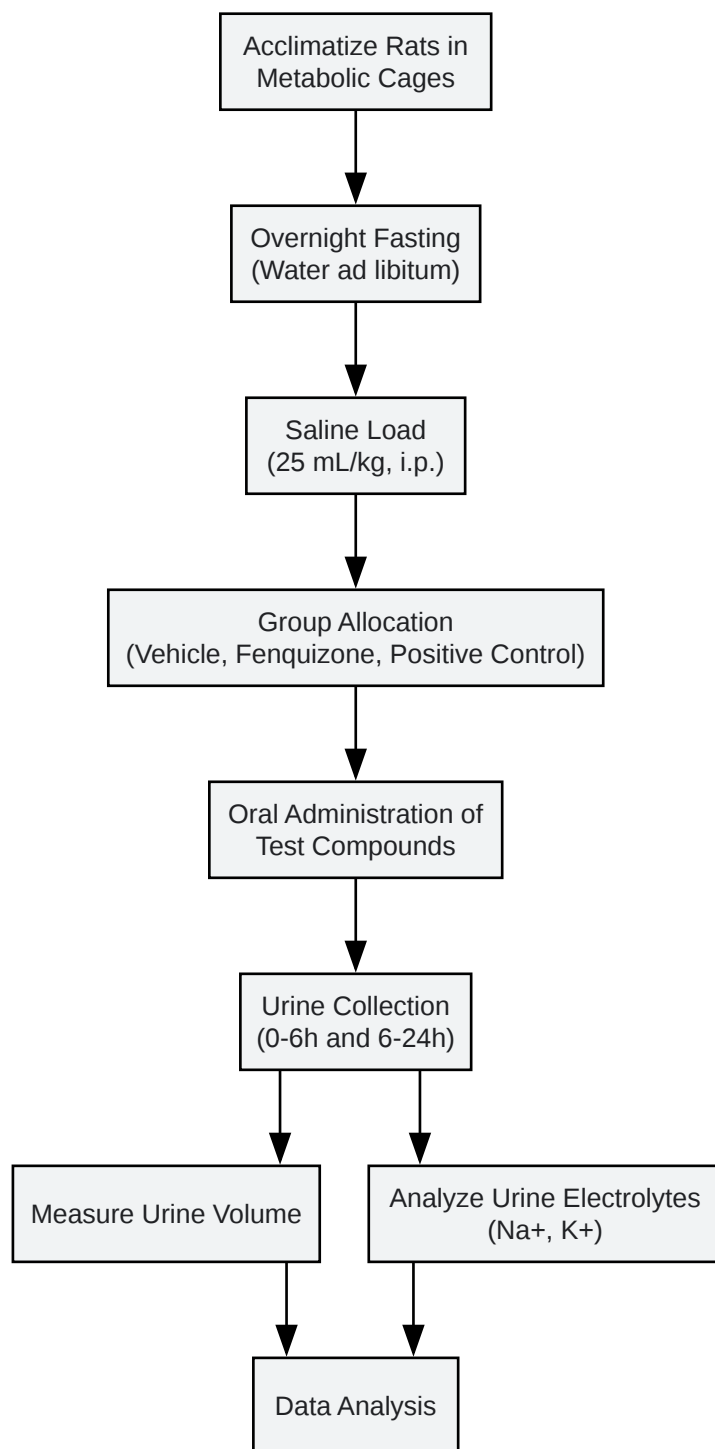 Acclimatize Rats in
Metabolic Cages
Overnight Fasting
(Water ad libitum)
Saline Load
(25 mL/kg, i.p.)
Group Allocation
(Vehicle, Fenquizone, Positive Control)
Oral Administration of
Test Compounds
Urine Collection
(0-6h and 6-24h)
Measure Urine Volume
Analyze Urine Electrolytes
(Na+, K+)
Data Analysis